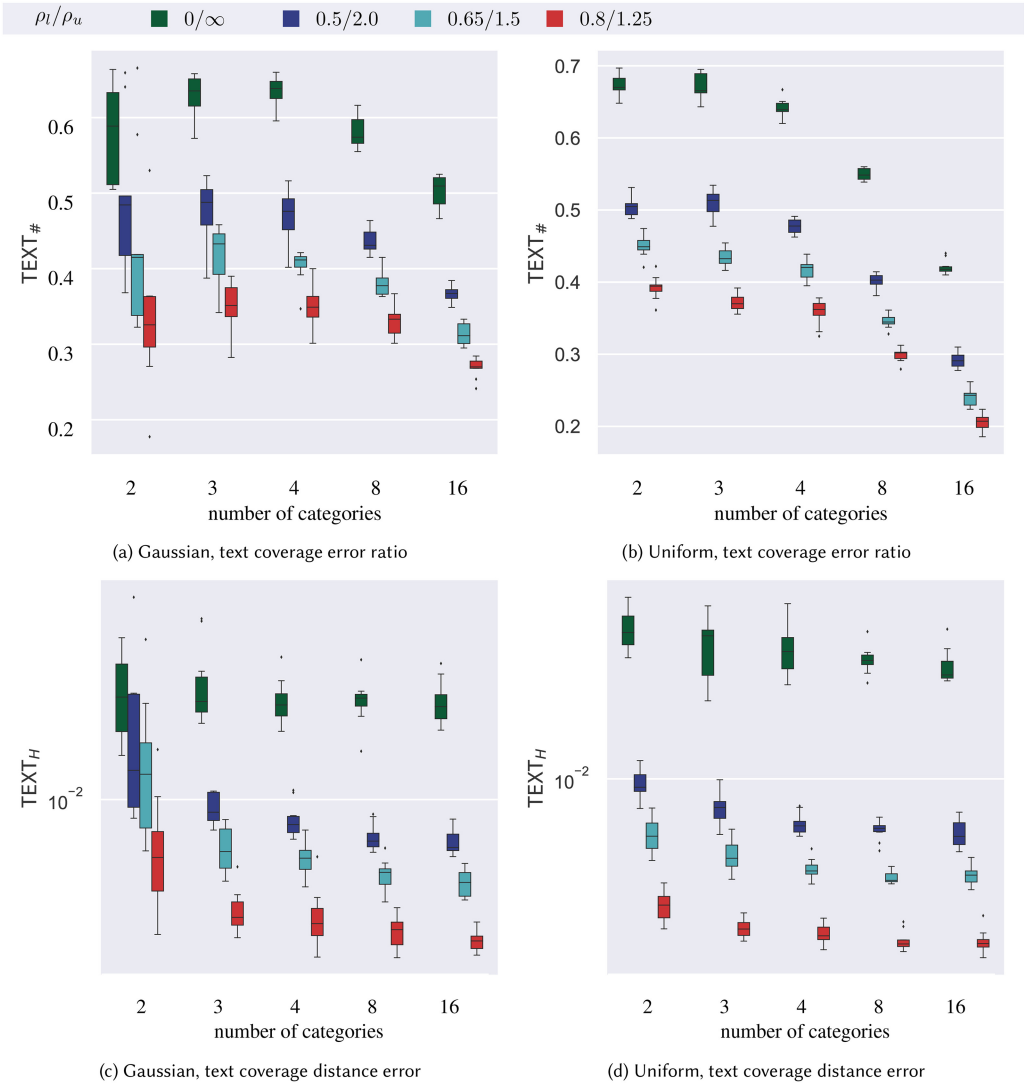 ρl/ρu 0/∞ 0.5/2.0 0.65/1.5 0.8/1.25
TEXT#
0.6
0.5
0.4
0.3
0.2
2 3 4 8 16
number of categories
(a) Gaussian, text coverage error ratio
TEXT#
0.7
0.6
0.5
0.4
0.3
0.2
2 3 4 8 16
number of categories
(b) Uniform, text coverage error ratio
TEXTH
10−2
2 3 4 8 16
number of categories
(c) Gaussian, text coverage distance error
TEXTH
10−2
2 3 4 8 16
number of categories
(d) Uniform, text coverage distance error